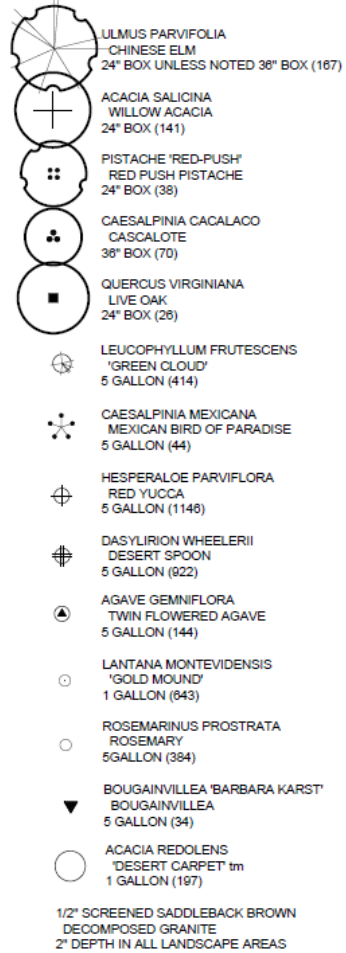 ULMUS PARVIFOLIA
CHINESE ELM
24" BOX UNLESS NOTED 36" BOX (167)
ACACIA SALICINA
WILLOW ACACIA
24" BOX (141)
PISTACHE 'RED-PUSH'
RED PUSH PISTACHE
24" BOX (38)
CAESALPINIA CACALACO
CASCALOTE
36" BOX (70)
QUERCUS VIRGINIANA
LIVE OAK
24" BOX (26)
LEUCOPHYLLUM FRUTESCENS
'GREEN CLOUD'
5 GALLON (414)
CAESALPINIA MEXICANA
MEXICAN BIRD OF PARADISE
5 GALLON (44)
HESPERALOE PARVIFLORA
RED YUCCA
5 GALLON (1146)
DASYLIRION WHEELERII
DESERT SPOON
5 GALLON (922)
AGAVE GEMNIFLORA
TWIN FLOWERED AGAVE
5 GALLON (144)
LANTANA MONTEVIDENSIS
'GOLD MOUND'
1 GALLON (643)
ROSEMARINUS PROSTRATA
ROSEMARY
5GALLON (384)
BOUGAINVILLEA 'BARBARA KARST'
BOUGAINVILLEA
5 GALLON (34)
ACACIA REDOLENS
'DESERT CARPET' tm
1 GALLON (197)
1/2" SCREENED SADDLEBACK BROWN
DECOMPOSED GRANITE
2" DEPTH IN ALL LANDSCAPE AREAS